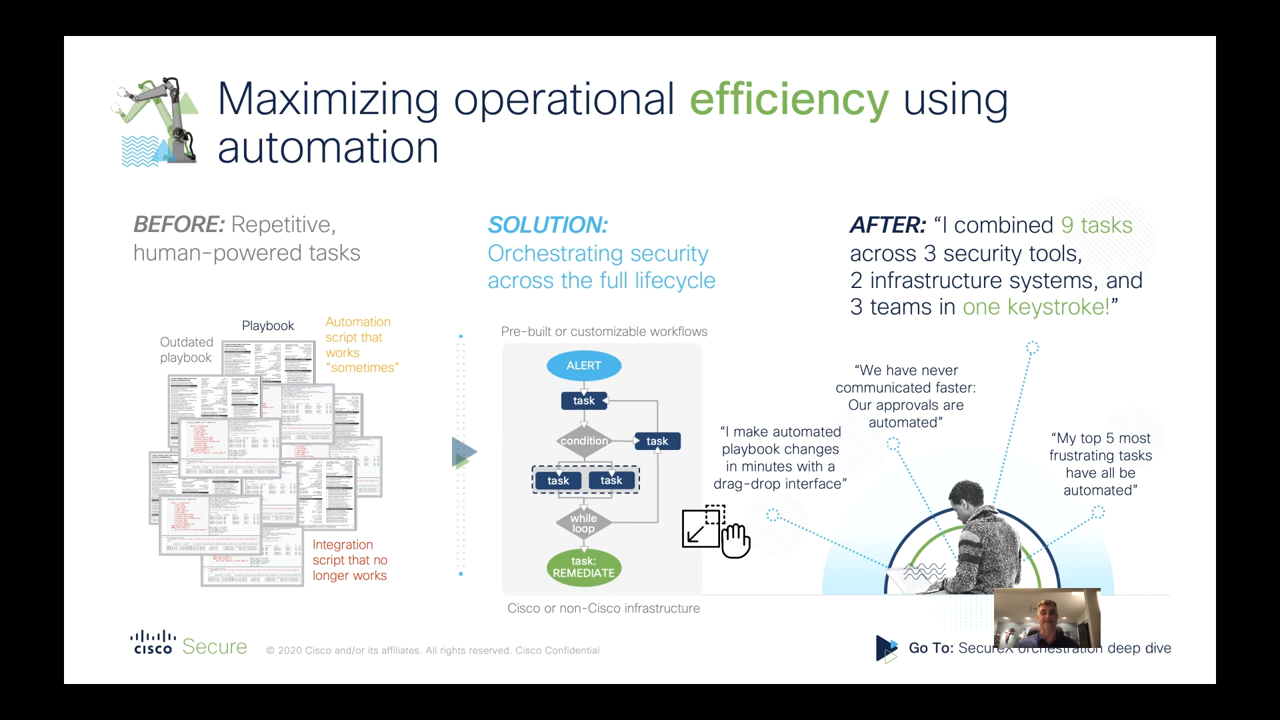 Maximizing operational efficiency using
automation
BEFORE: Repetitive,
human-powered tasks
Outdated
playbook
Playbook
Automation
script that
works
"sometimes"
Integration
script that no
longer works
SOLUTION:
Orchestrating security
across the full lifecycle
Pre-built or customizable workflows
ALERT
task
condition
task
task
task
while
loop
task:
REMEDIATE
Cisco or non-Cisco infrastructure
AFTER: “I combined 9 tasks
across 3 security tools,
2 infrastructure systems, and
3 teams in one keystroke!”
“I make automated
playbook changes
in minutes with a
drag-drop interface”
“We have never
communicated faster:
Our approvals are
automated”
“My top 5 most
frustrating tasks
have all be
automated”
CISCO Secure
© 2020 Cisco and/or its affiliates. All rights reserved. Cisco Confidential
Go To: SecureX orchestration deep dive